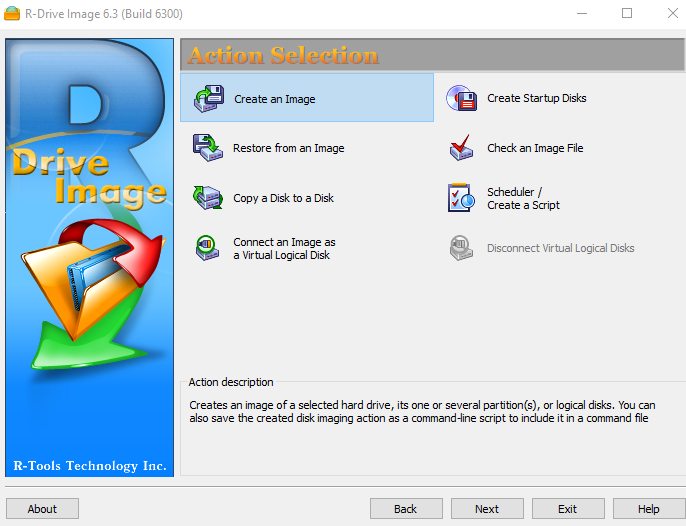 R-Drive Image 6.3 (Build 6300)
R
Drive
Image
R-Tools Technology Inc.
Action Selection
Create an Image
Create Startup Disks
Restore from an Image
Check an Image File
Copy a Disk to a Disk
Scheduler /
Create a Script
Connect an Image as
a Virtual Logical Disk
Disconnect Virtual Logical Disks
Action description
Creates an image of a selected hard drive, its one or several partition(s), or logical disks. You can
also save the created disk imaging action as a command-line script to include it in a command file
About
Back
Next
Exit
Help